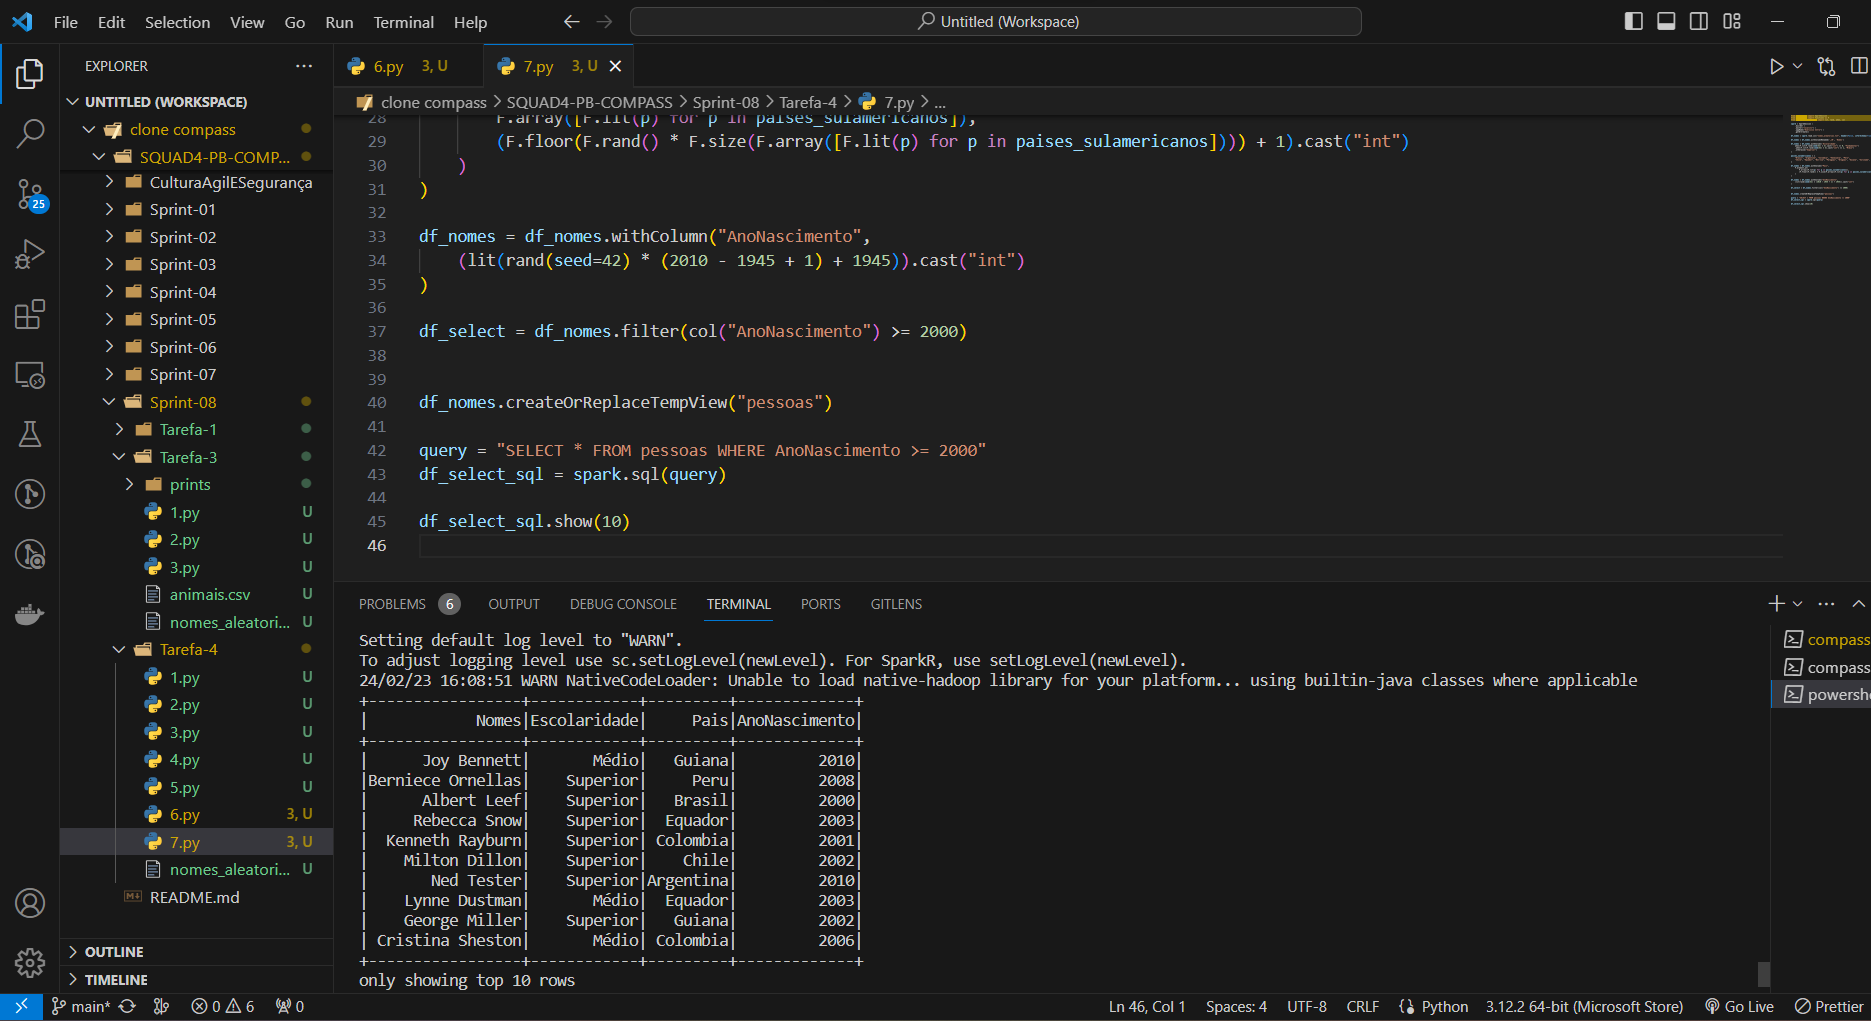 File Edit Selection View Go Run Terminal Help
Untitled (Workspace)
EXPLORER
UNTITLED (WORKSPACE)
clone compass
SQUAD4-PB-COMP...
CulturaAgilESegurança
Sprint-01
Sprint-02
Sprint-03
Sprint-04
Sprint-05
Sprint-06
Sprint-07
Sprint-08
Tarefa-1
Tarefa-3
prints
1.py U
2.py U
3.py U
animais.csv U
nomes_aleatori... U
Tarefa-4
1.py U
2.py U
3.py U
4.py U
5.py U
6.py 3, U
7.py 3, U
nomes_aleatori... U
README.md
OUTLINE
TIMELINE
25
6.py 3, U
7.py 3, U
clone compass > SQUAD4-PB-COMPASS > Sprint-08 > Tarefa-4 > 7.py > ...
28 F.array([F.lit(p) for p in paises_sulamericanos]),
29 (F.floor(F.rand() * F.size(F.array([F.lit(p) for p in paises_sulamericanos]))) + 1).cast("int")
30 )
31 )
32
33 df_nomes = df_nomes.withColumn("AnoNascimento",
34 (lit(rand(seed=42) * (2010 - 1945 + 1) + 1945)).cast("int")
35 )
36
37 df_select = df_nomes.filter(col("AnoNascimento") >= 2000)
38
39
40 df_nomes.createOrReplaceTempView("pessoas")
41
42 query = "SELECT * FROM pessoas WHERE AnoNascimento >= 2000"
43 df_select_sql = spark.sql(query)
44
45 df_select_sql.show(10)
46
PROBLEMS 6 OUTPUT DEBUG CONSOLE TERMINAL PORTS GITLENS
Setting default log level to "WARN".
To adjust logging level use sc.setLogLevel(newLevel). For SparkR, use setLogLevel(newLevel).
24/02/23 16:08:51 WARN NativeCodeLoader: Unable to load native-hadoop library for your platform... using builtin-java classes where applicable
+-----------------+------------+---------+-------------+
|            Nomes|Escolaridade|     Pais|AnoNascimento|
+-----------------+------------+---------+-------------+
|      Joy Bennett|       Médio|   Guiana|         2010|
|Berniece Ornellas|    Superior|     Peru|         2008|
|      Albert Leef|    Superior|   Brasil|         2000|
|     Rebecca Snow|    Superior|  Equador|         2003|
|  Kenneth Rayburn|    Superior| Colombia|         2001|
|    Milton Dillon|    Superior|    Chile|         2002|
|       Ned Tester|    Superior|Argentina|         2010|
|    Lynne Dustman|       Médio|  Equador|         2003|
|    George Miller|    Superior|   Guiana|         2002|
| Cristina Sheston|       Médio| Colombia|         2006|
+-----------------+------------+---------+-------------+
only showing top 10 rows
compass
compass
powershe
main* 0 6 0
Ln 46, Col 1 Spaces: 4 UTF-8 CRLF Python 3.12.2 64-bit (Microsoft Store) Go Live Prettier